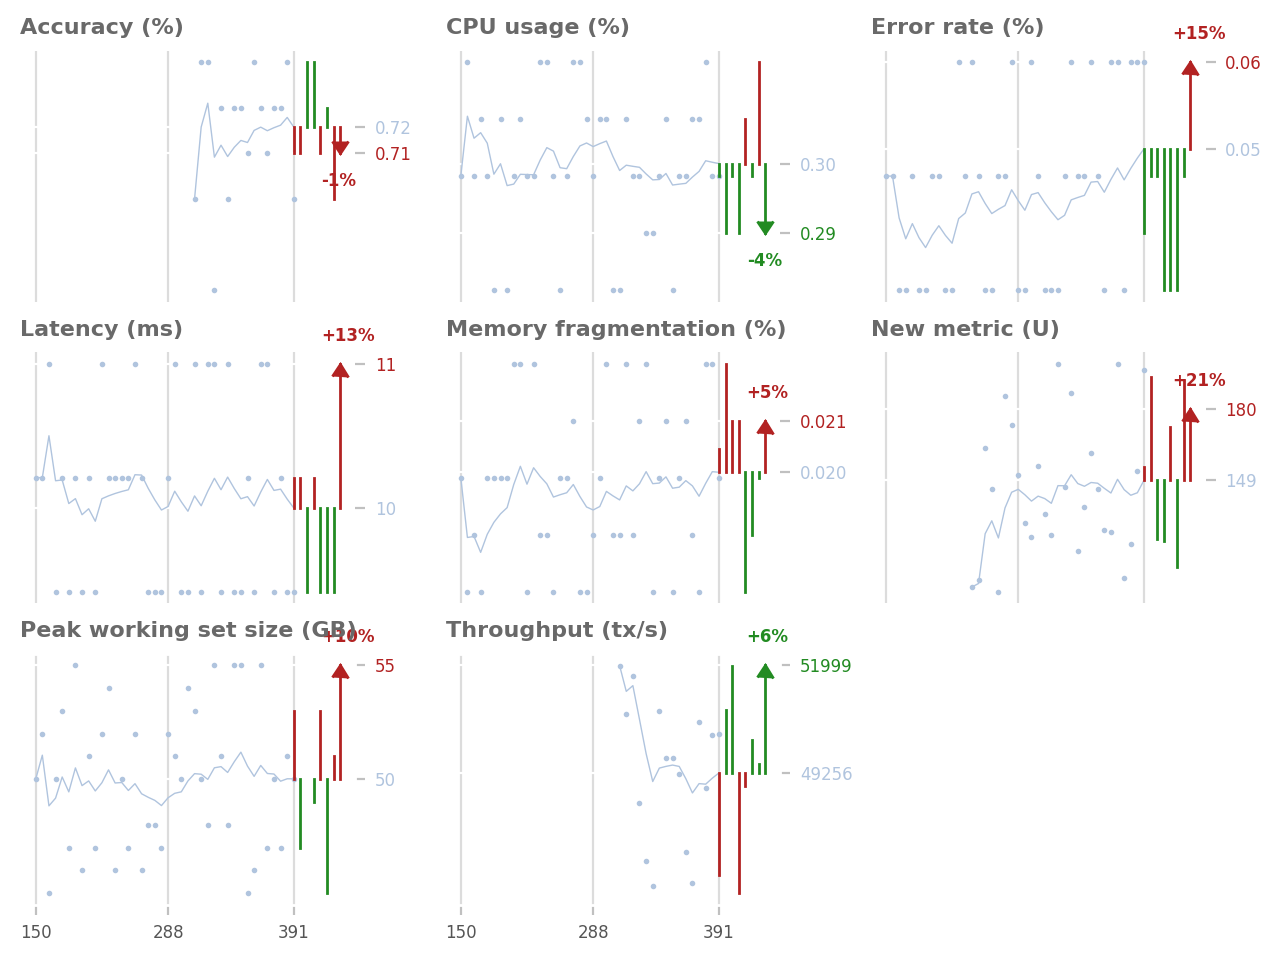 Accuracy (%)
0.72
0.71
-1%
CPU usage (%)
0.30
0.29
-4%
Error rate (%)
+15%
0.06
0.05
Latency (ms)
+13%
11
10
Memory fragmentation (%)
+5%
0.021
0.020
New metric (U)
+21%
180
149
Peak working set size (GB)
+10%
55
50
150 288 391
Throughput (tx/s)
+6%
51999
49256
150 288 391